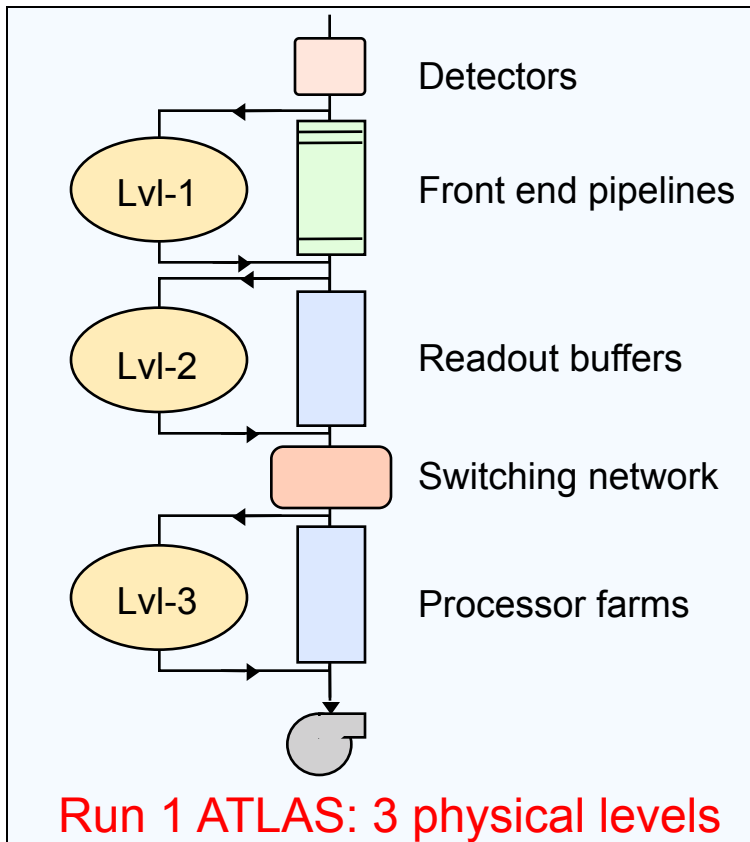 Detectors
Lvl-1
Front end pipelines
Lvl-2
Readout buffers
Switching network
Lvl-3
Processor farms
Run 1 ATLAS: 3 physical levels